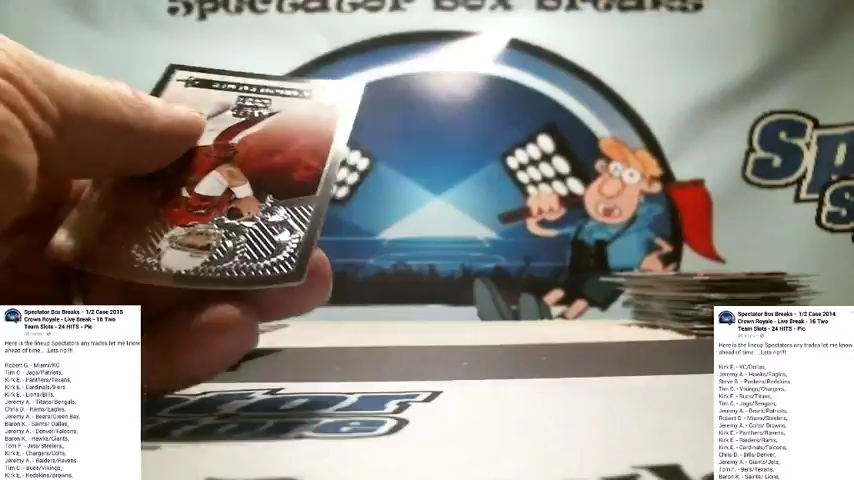 Spectator Box Breaks
Sp
S
Spectator Box Breaks - 1/2 Case 2015
Crown Royale - Live Break - 16 Two
Team Slots - 24 HITS - Pic
Here is the lineup Spectators any trades let me know
ahead of time....Lets rip!!!!
Robert G. - Miami/KC
Tim C. - Jags/Patriots,
Kirk E. - Panthers/Texans,
Kirk E. - Cardinals/9ers
Kirk E. - Lions/Bills,
Jeremy A. - Titans/Bengals,
Chris D. - Rams/Eagles,
Jeremy A. - Bears/Green Bay,
Baron K. - Saints/ Dallas,
Jeremy A. - Denver/Falcons,
Baron K. - Hawks/Giants,
Tom F. - Jets/Steelers,
Kirk E. - Chargers/Colts,
Jeremy A. - Raiders/Ravens
Tim C. - Bucs/Vikings,
Kirk E. - Redskins/Browns,
Spectator Box Breaks - 1/2 Case 2014
Crown Royale - Live Break - 16 Two
Team Slots - 24 HITS - Pic
Here is the lineup Spectators any trades let me know
ahead of time....Lets rip!!!!
Kirk F. - KC/Dallas,
Jeremy A. - Hawks/Eagles,
Steve B. - Packers/Redskins
Tim C. - Vikings/Chargers,
Kirk F. - Bucs/Titans,
Tim C. - Jags/Bengals,
Jeremy A. - Bears/Patriots,
Robert G. - Miami/Steelers,
Jeremy A. - Colts/ Browns,
Kirk E. - Panthers/Ravens,
Kirk E. - Raiders/Rams,
Kirk E. - Cardinals/Falcons,
Chris D. - Bills/Denver,
Jeremy A. - Giants/Jets,
Tom F. - 9ers/Texans,
Baron K. - Saints/ Lions,